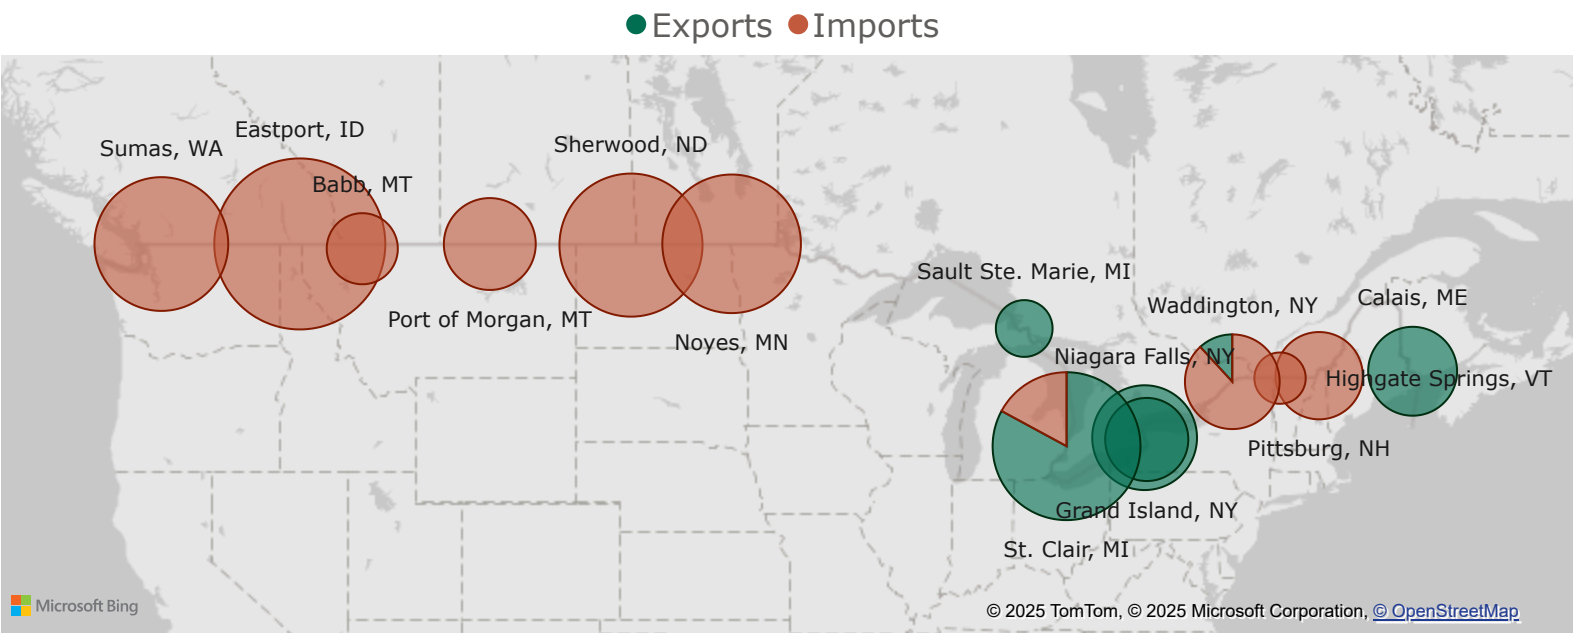 Exports Imports
Eastport, ID
Sumas, WA
Sherwood, ND
Babb, MT
Sault Ste. Marie, MI
Calais, ME
Waddington, NY
Port of Morgan, MT
Noyes, MN
Niagara Falls, NY
Highgate Springs, VT
Pittsburg, NH
Grand Island, NY
St. Clair, MI
Microsoft Bing
© 2025 TomTom, © 2025 Microsoft Corporation, © OpenStreetMap